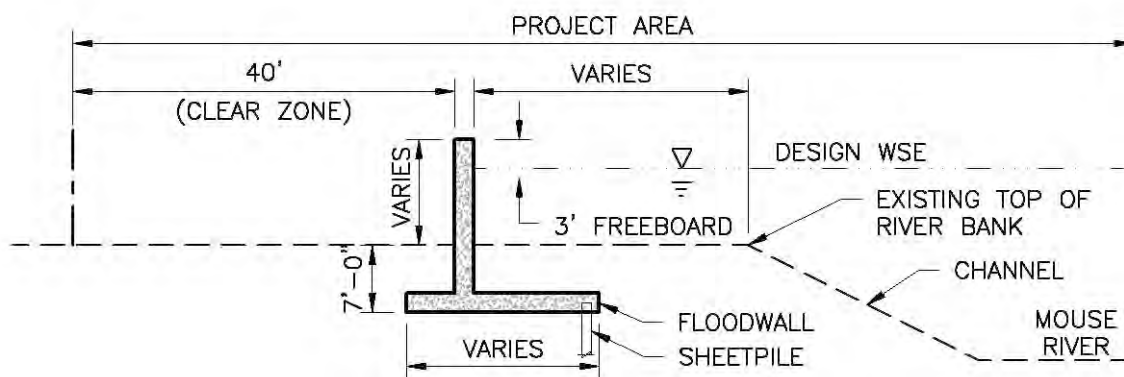 PROJECT AREA
40'
(CLEAR ZONE)
VARIES
VARIES
DESIGN WSE
3' FREEBOARD
EXISTING TOP OF
RIVER BANK
7'-0"
CHANNEL
FLOODWALL
MOUSE
RIVER
VARIES
SHEETPILE